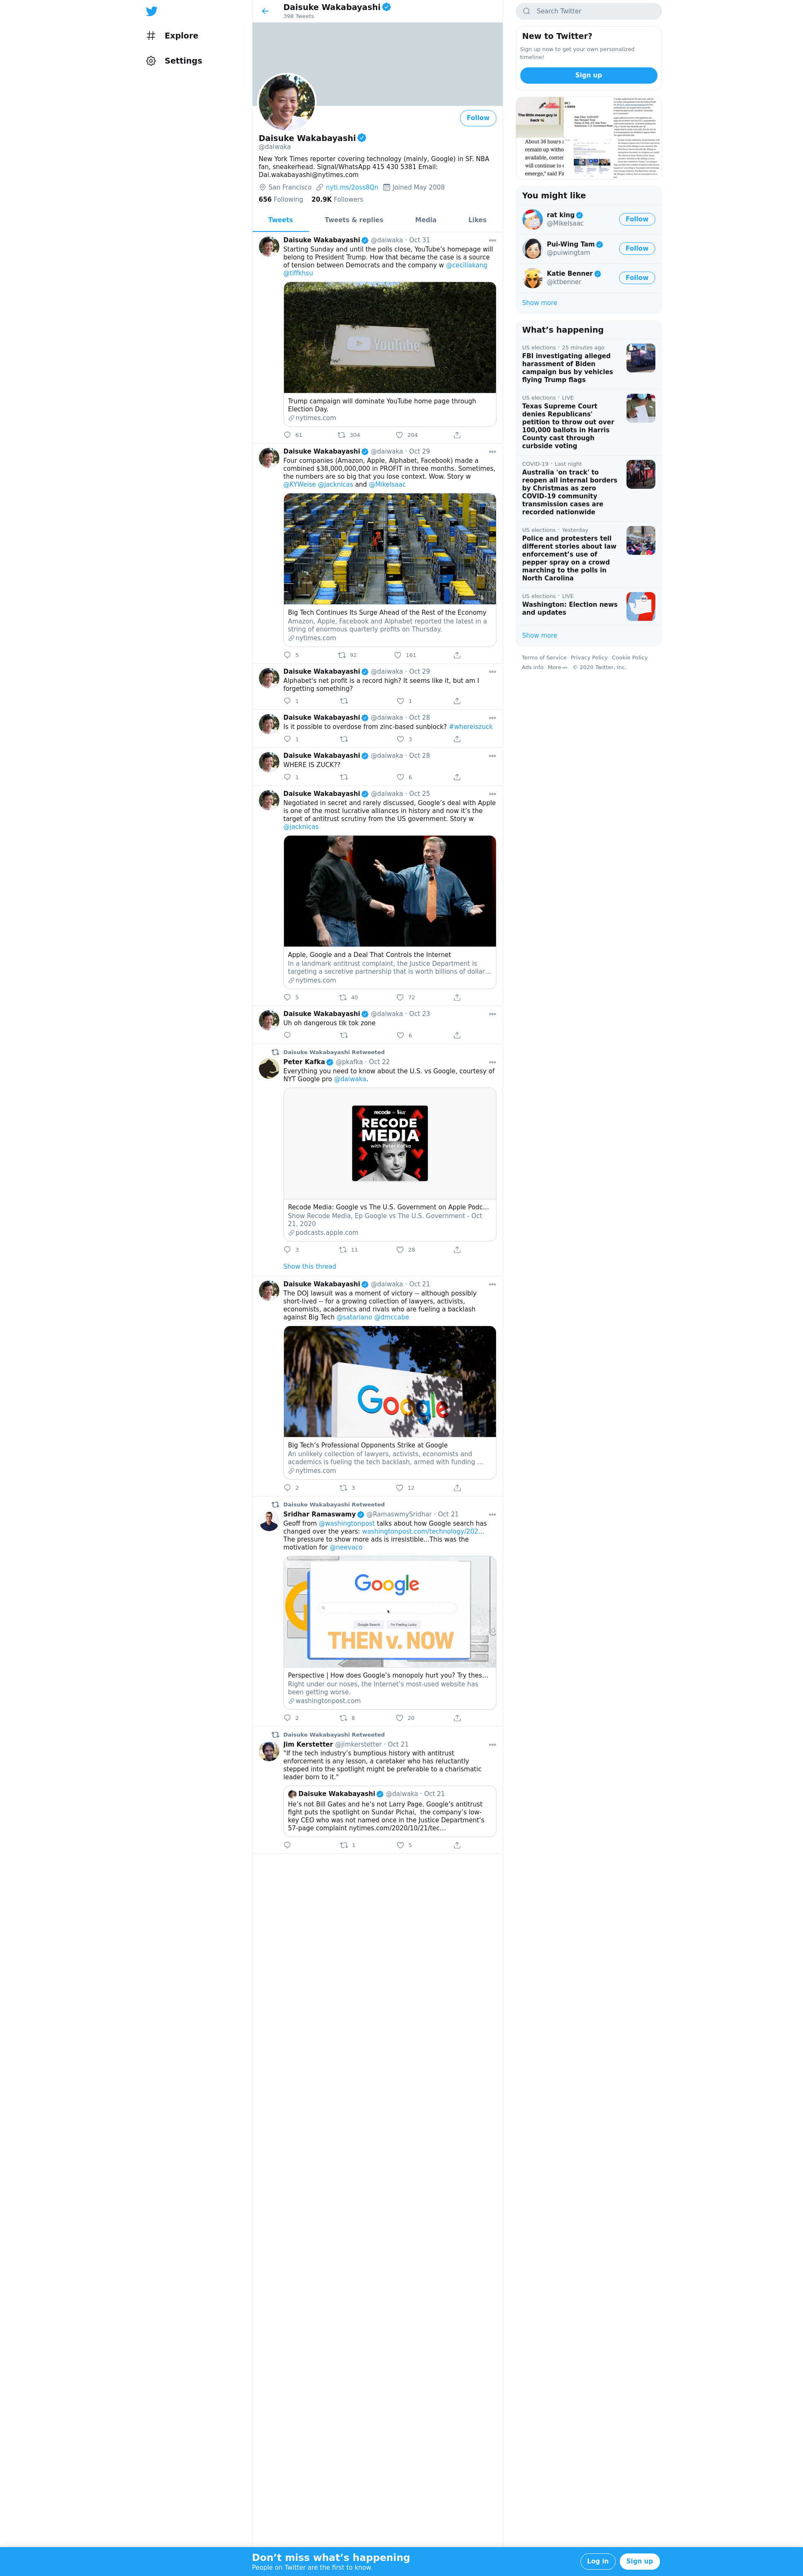 Explore
Settings
Daisuke Wakabayashi
398 Tweets
Follow
Daisuke Wakabayashi
@daiwaka
New York Times reporter covering technology (mainly, Google) in SF. NBA
fan, sneakerhead. Signal/WhatsApp 415 430 5381 Email:
Dai.wakabayashi@nytimes.com
San Francisco nyti.ms/2oss8Qn Joined May 2008
656 Following 20.9K Followers
Tweets Tweets & replies Media Likes
Daisuke Wakabayashi @daiwaka · Oct 31
Starting Sunday and until the polls close, YouTube’s homepage will
belong to President Trump. How that became the case is a source
of tension between Democrats and the company w @ceciliakang
@tiffkhsu
YouTube
Trump campaign will dominate YouTube home page through
Election Day.
nytimes.com
61 304 204
Daisuke Wakabayashi @daiwaka · Oct 29
Four companies (Amazon, Apple, Alphabet, Facebook) made a
combined $38,000,000,000 in PROFIT in three months. Sometimes,
the numbers are so big that you lose context. Wow. Story w
@KYWeise @jacknicas and @MikeIsaac
Big Tech Continues Its Surge Ahead of the Rest of the Economy
Amazon, Apple, Facebook and Alphabet reported the latest in a
string of enormous quarterly profits on Thursday.
nytimes.com
5 92 161
Daisuke Wakabayashi @daiwaka · Oct 29
Alphabet’s net profit is a record high? It seems like it, but am I
forgetting something?
1 1
Daisuke Wakabayashi @daiwaka · Oct 28
Is it possible to overdose from zinc-based sunblock? #whereiszuck
1 3
Daisuke Wakabayashi @daiwaka · Oct 28
WHERE IS ZUCK??
1 6
Daisuke Wakabayashi @daiwaka · Oct 25
Negotiated in secret and rarely discussed, Google’s deal with Apple
is one of the most lucrative alliances in history and now it’s the
target of antitrust scrutiny from the US government. Story w
@jacknicas
Apple, Google and a Deal That Controls the Internet
In a landmark antitrust complaint, the Justice Department is
targeting a secretive partnership that is worth billions of dollar...
nytimes.com
5 40 72
Daisuke Wakabayashi @daiwaka · Oct 23
Uh oh dangerous tik tok zone
6
Daisuke Wakabayashi Retweeted
Peter Kafka @pkafka · Oct 22
Everything you need to know about the U.S. vs Google, courtesy of
NYT Google pro @daiwaka.
recode by Vox
RECODE
MEDIA
with Peter Kafka
Recode Media: Google vs The U.S. Government on Apple Podc...
Show Recode Media, Ep Google vs The U.S. Government - Oct
21, 2020
podcasts.apple.com
3 11 28
Show this thread
Daisuke Wakabayashi @daiwaka · Oct 21
The DOJ lawsuit was a moment of victory -- although possibly
short-lived -- for a growing collection of lawyers, activists,
economists, academics and rivals who are fueling a backlash
against Big Tech @satariano @dmccabe
Google
Big Tech’s Professional Opponents Strike at Google
An unlikely collection of lawyers, activists, economists and
academics is fueling the tech backlash, armed with funding ...
nytimes.com
2 3 12
Daisuke Wakabayashi Retweeted
Sridhar Ramaswamy @RamaswmySridhar · Oct 21
Geoff from @washingtonpost talks about how Google search has
changed over the years: washingtonpost.com/technology/202...
The pressure to show more ads is irresistible...This was the
motivation for @neevaco
Google
Google Search I'm Feeling Lucky
THEN v. NOW
Perspective | How does Google’s monopoly hurt you? Try thes...
Right under our noses, the Internet’s most-used website has
been getting worse.
washingtonpost.com
2 8 20
Daisuke Wakabayashi Retweeted
Jim Kerstetter @jimkerstetter · Oct 21
"If the tech industry’s bumptious history with antitrust
enforcement is any lesson, a caretaker who has reluctantly
stepped into the spotlight might be preferable to a charismatic
leader born to it."
Daisuke Wakabayashi @daiwaka · Oct 21
He’s not Bill Gates and he’s not Larry Page. Google’s antitrust
fight puts the spotlight on Sundar Pichai, the company’s low-
key CEO who was not named once in the Justice Department’s
57-page complaint nytimes.com/2020/10/21/tec...
1 5
Search Twitter
New to Twitter?
Sign up now to get your own personalized
timeline!
Sign up
The little moon guy is
back
About 36 hours
remain up witho
available, conten
will continue to
emerge,” said F
You might like
rat king
@MikeIsaac
Follow
Pui-Wing Tam
@puiwingtam
Follow
Katie Benner
@ktbenner
Follow
Show more
What’s happening
US elections · 25 minutes ago
FBI investigating alleged
harassment of Biden
campaign bus by vehicles
flying Trump flags
US elections · LIVE
Texas Supreme Court
denies Republicans'
petition to throw out over
100,000 ballots in Harris
County cast through
curbside voting
COVID-19 · Last night
Australia 'on track' to
reopen all internal borders
by Christmas as zero
COVID-19 community
transmission cases are
recorded nationwide
US elections · Yesterday
Police and protesters tell
different stories about law
enforcement’s use of
pepper spray on a crowd
marching to the polls in
North Carolina
US elections · LIVE
Washington: Election news
and updates
Show more
Terms of Service Privacy Policy Cookie Policy
Ads info More © 2020 Twitter, Inc.
Don’t miss what’s happening
People on Twitter are the first to know.
Log in Sign up